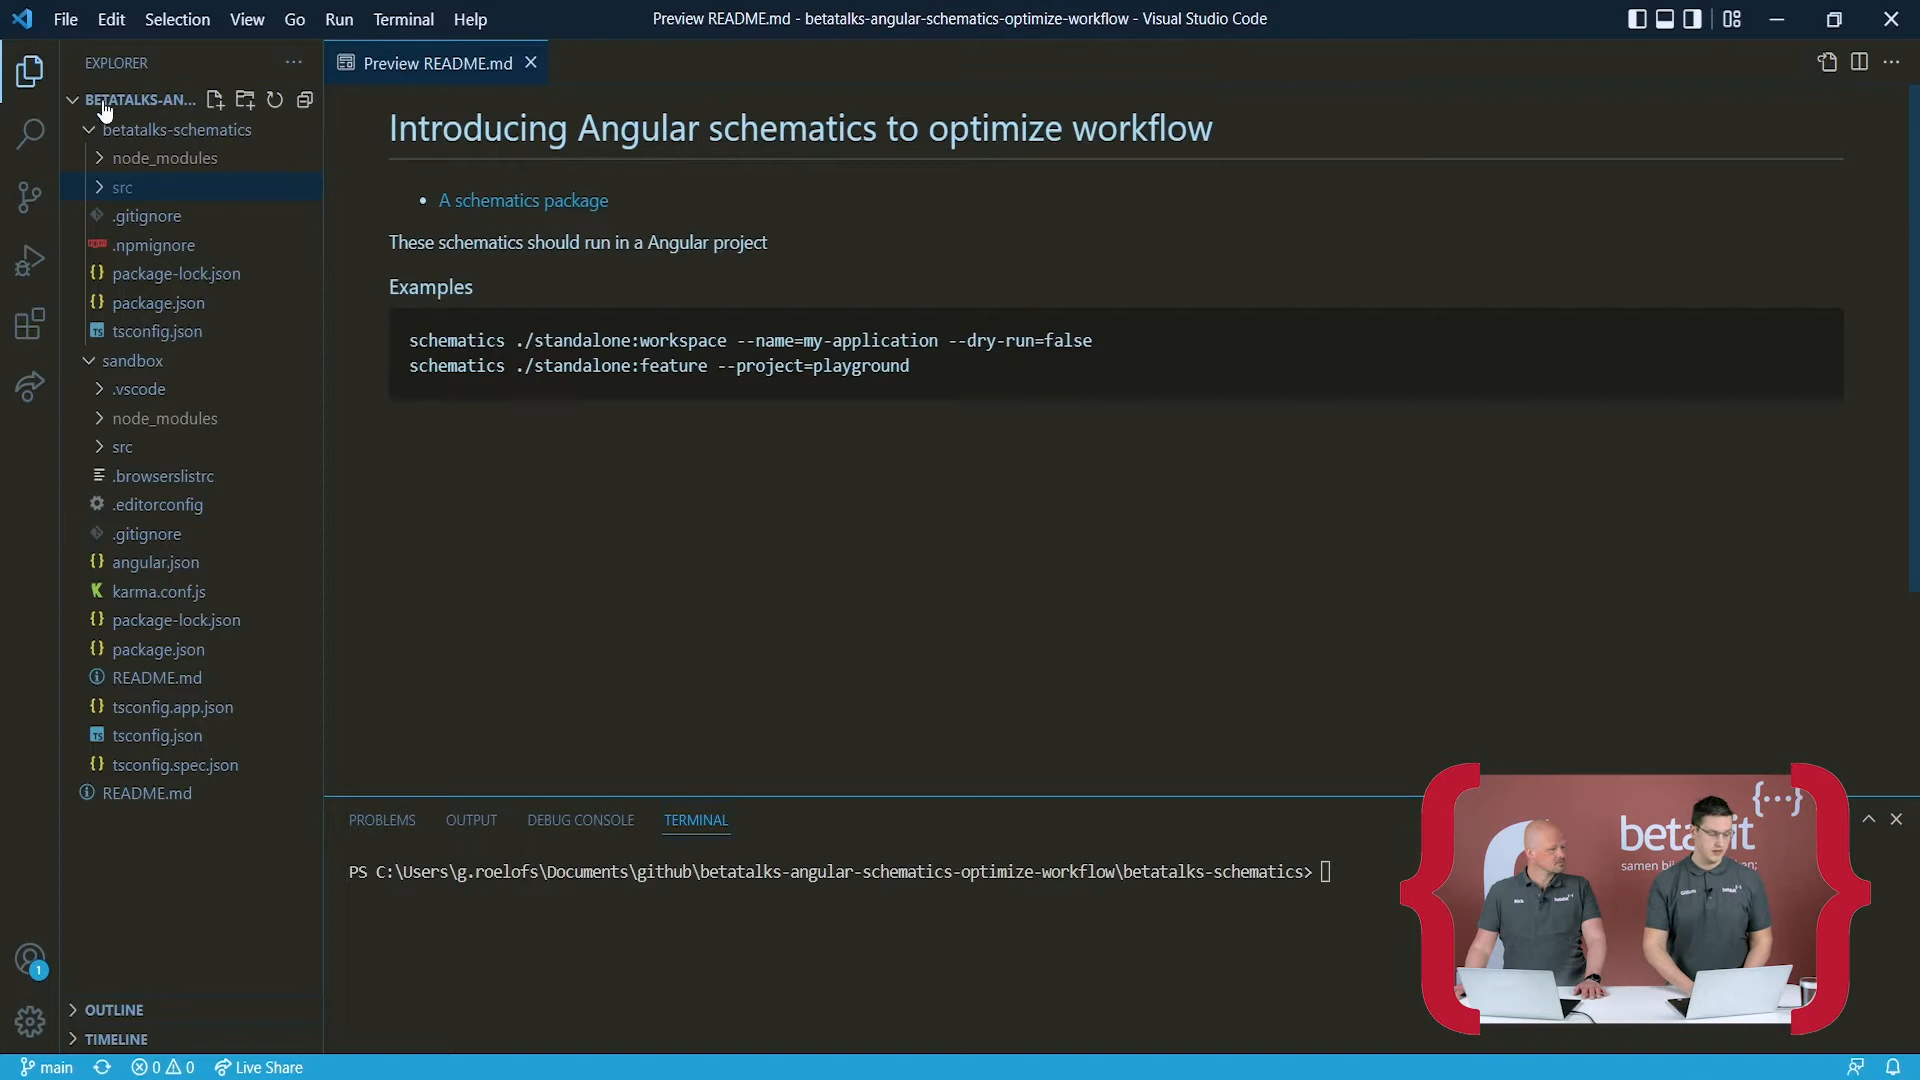 File Edit Selection View Go Run Terminal Help
Preview README.md - betatalks-angular-schematics-optimize-workflow - Visual Studio Code
EXPLORER
BETATALKS-AN...
betatalks-schematics
node_modules
src
.gitignore
.npmignore
package-lock.json
package.json
tsconfig.json
sandbox
.vscode
node_modules
src
.browserslistrc
.editorconfig
.gitignore
angular.json
karma.conf.js
package-lock.json
package.json
README.md
tsconfig.app.json
tsconfig.json
tsconfig.spec.json
README.md
OUTLINE
TIMELINE
Preview README.md
Introducing Angular schematics to optimize workflow
• A schematics package
These schematics should run in a Angular project
Examples
schematics ./standalone:workspace --name=my-application --dry-run=false
schematics ./standalone:feature --project=playground
PROBLEMS OUTPUT DEBUG CONSOLE TERMINAL
PS C:\Users\g.roelofs\Documents\github\betatalks-angular-schematics-optimize-workflow\betatalks-schematics>
{...}
samen
Rick
1
main 0 0 Live Share